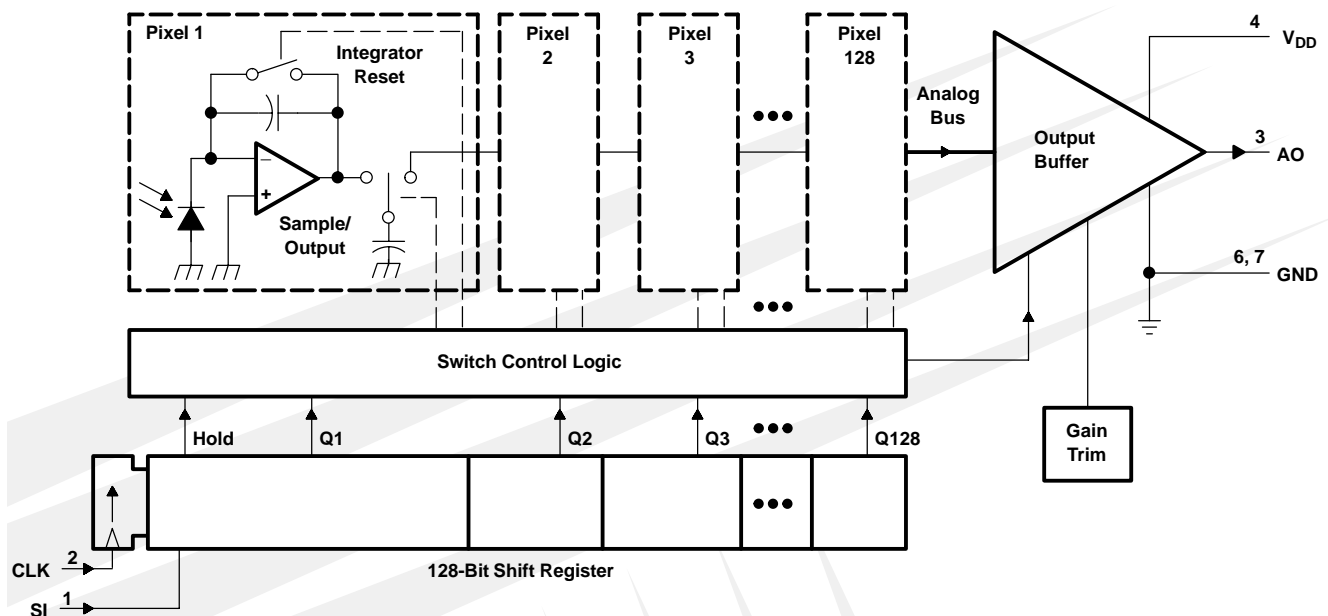 Pixel 1
Integrator
Reset
Pixel
2
Pixel
3
Pixel
128
Analog
Bus
Output
Buffer
4
VDD
3
AO
6, 7
GND
−
+
Sample/
Output
Switch Control Logic
Hold
Q1
Q2
Q3
Q128
Gain
Trim
CLK
2
128-Bit Shift Register
SI
1